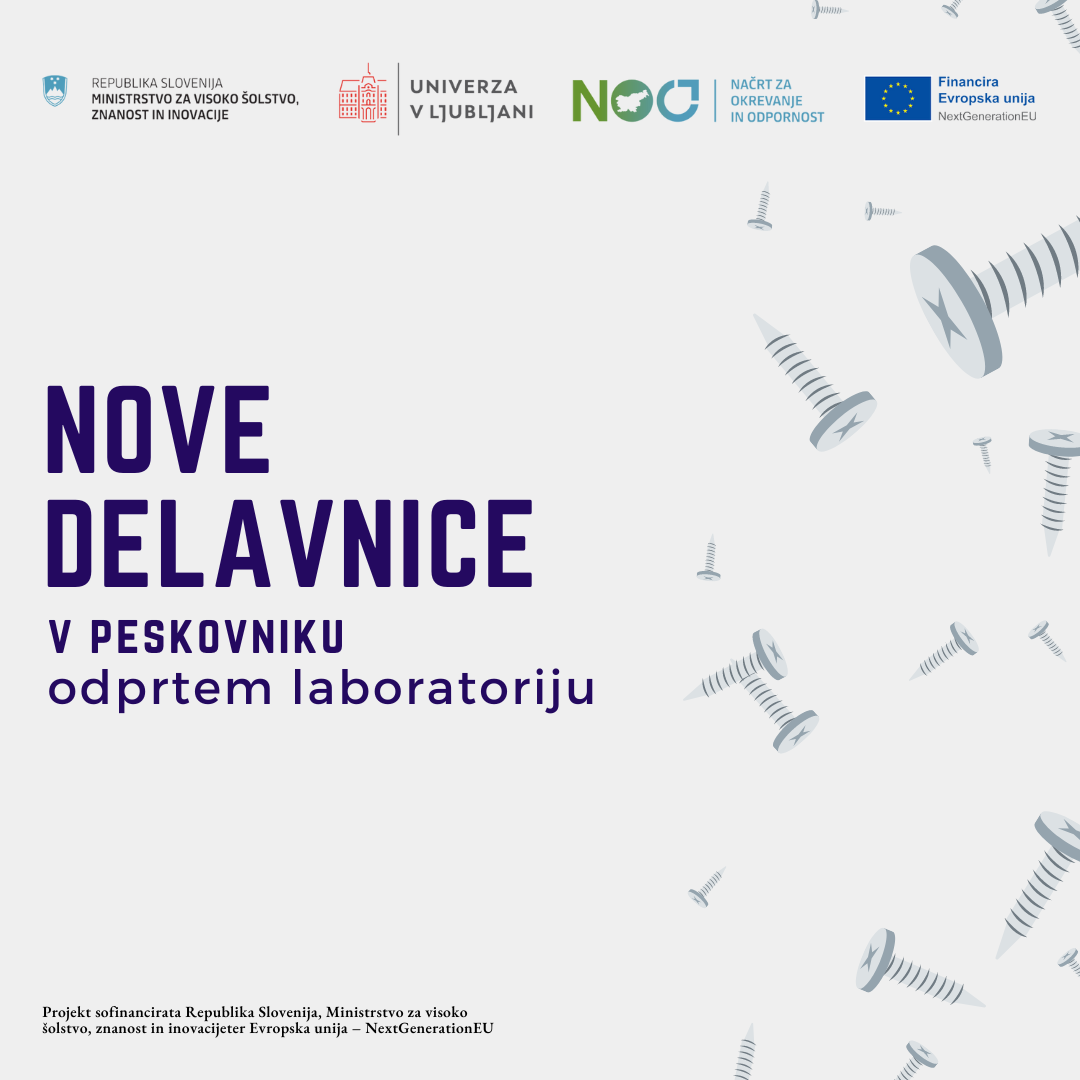 REPUBLIKA SLOVENIJA
MINISTRSTVO ZA VISOKO ŠOLSTVO,
ZNANOST IN INOVACIJE
UNIVERZA
V LJUBLJANI
NOO
NAČRT ZA
OKREVANJE
IN ODPORNOST
Financira
Evropska unija
NextGenerationEU
NOVE
DELAVNICE
V PESKOVNIKU
odprtem laboratoriju
Projekt sofinancirata Republika Slovenija, Ministrstvo za visoko
šolstvo, znanost in inovacijeter Evropska unija – NextGenerationEU